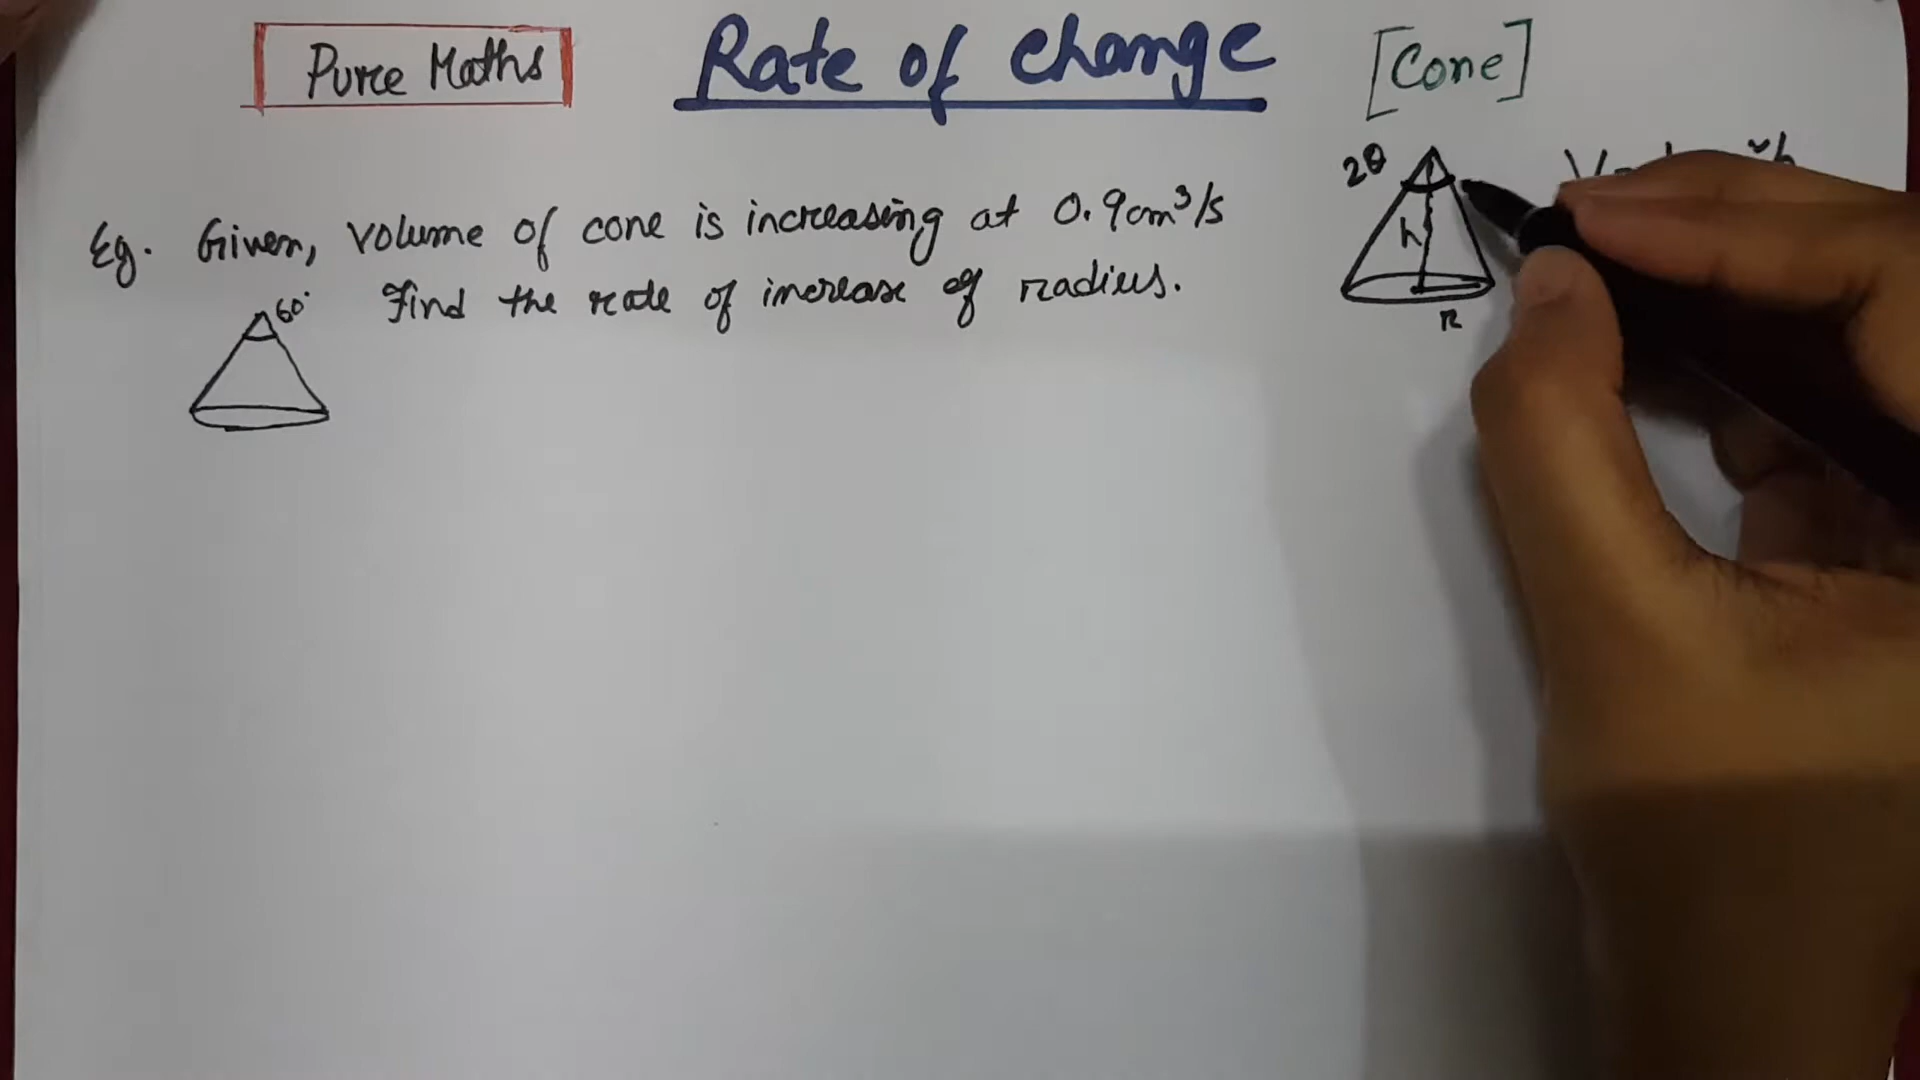 Pure Maths
Rate of change
[Cone]
Eg. Given, volume of cone is increasing at 0.9cm³/s
Find the rate of increase of radius.
60°
2θ
h
r